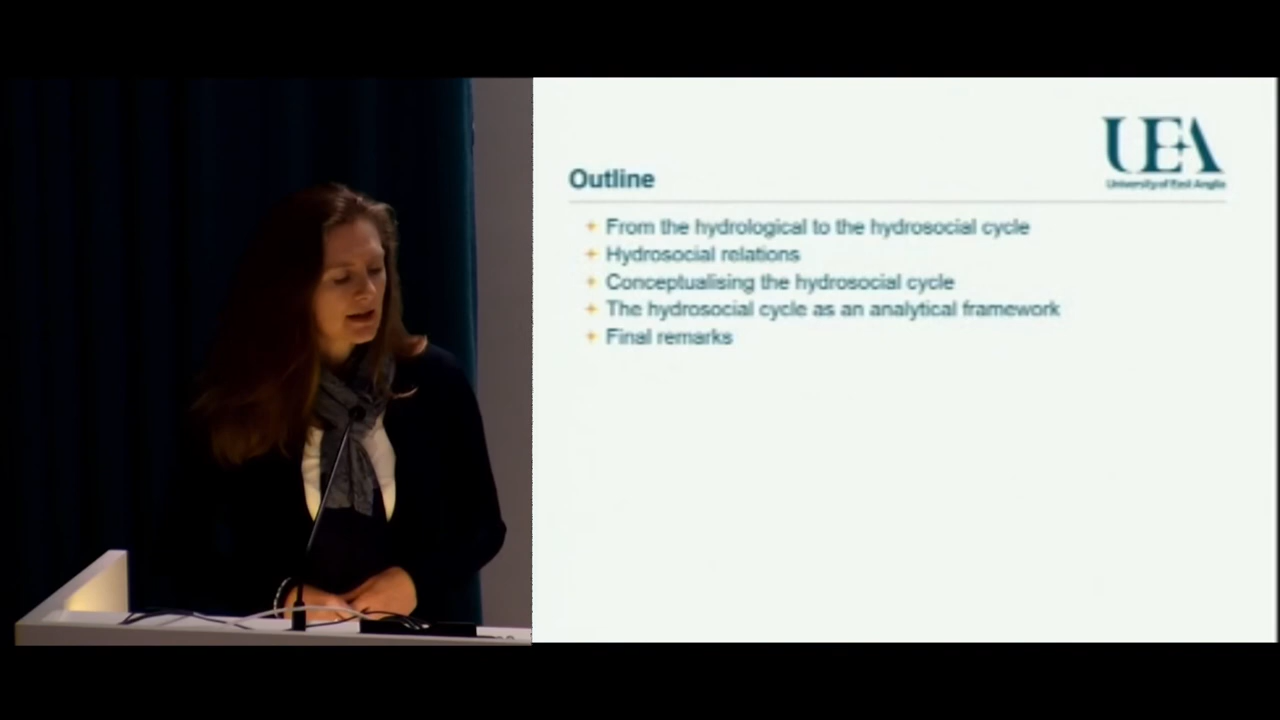 UEA
University of East Anglia
Outline
From the hydrological to the hydrosocial cycle
Hydrosocial relations
Conceptualising the hydrosocial cycle
The hydrosocial cycle as an analytical framework
Final remarks